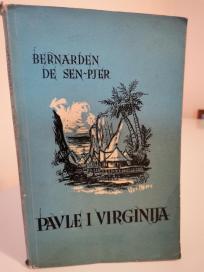 BERNARDEN
DE SEN-PJER
PAVLE I VIRGINIJA